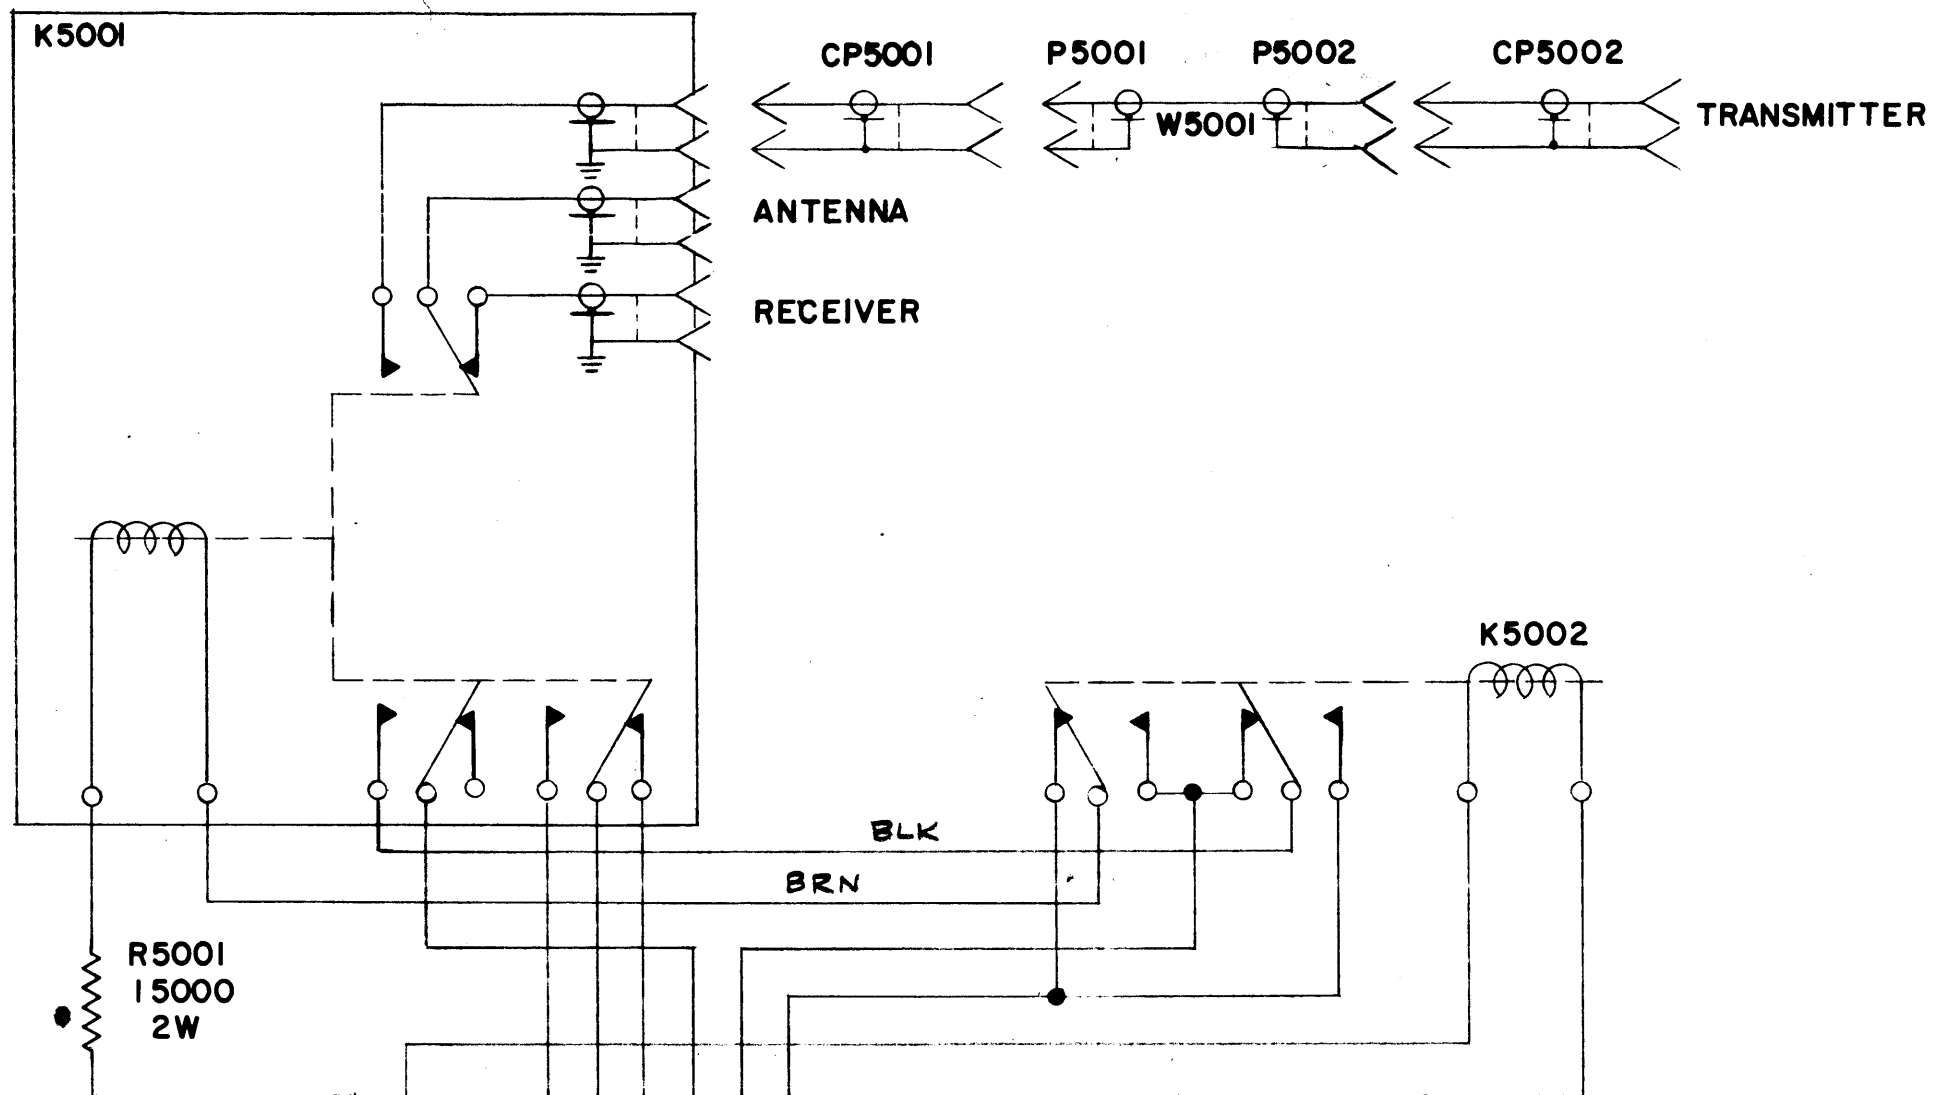 K5001
CP5001
P5001
P5002
CP5002
W5001
TRANSMITTER
ANTENNA
RECEIVER
K5002
BLK
BRN
R5001
15000
2W